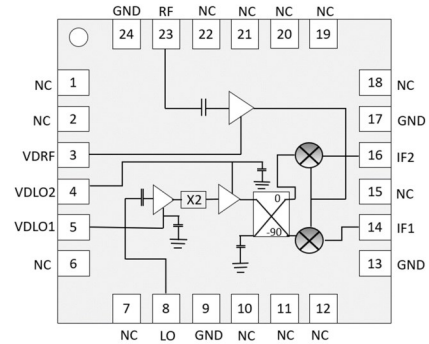 GND RF NC NC NC NC
24 23 22 21 20 19
NC 1
NC 2
VDRF 3
VDLO2 4
VDLO1 5
NC 6
18 NC
17 GND
16 IF2
15 NC
14 IF1
13 GND
X2
0
-90
7 8 9 10 11 12
NC LO GND NC NC NC